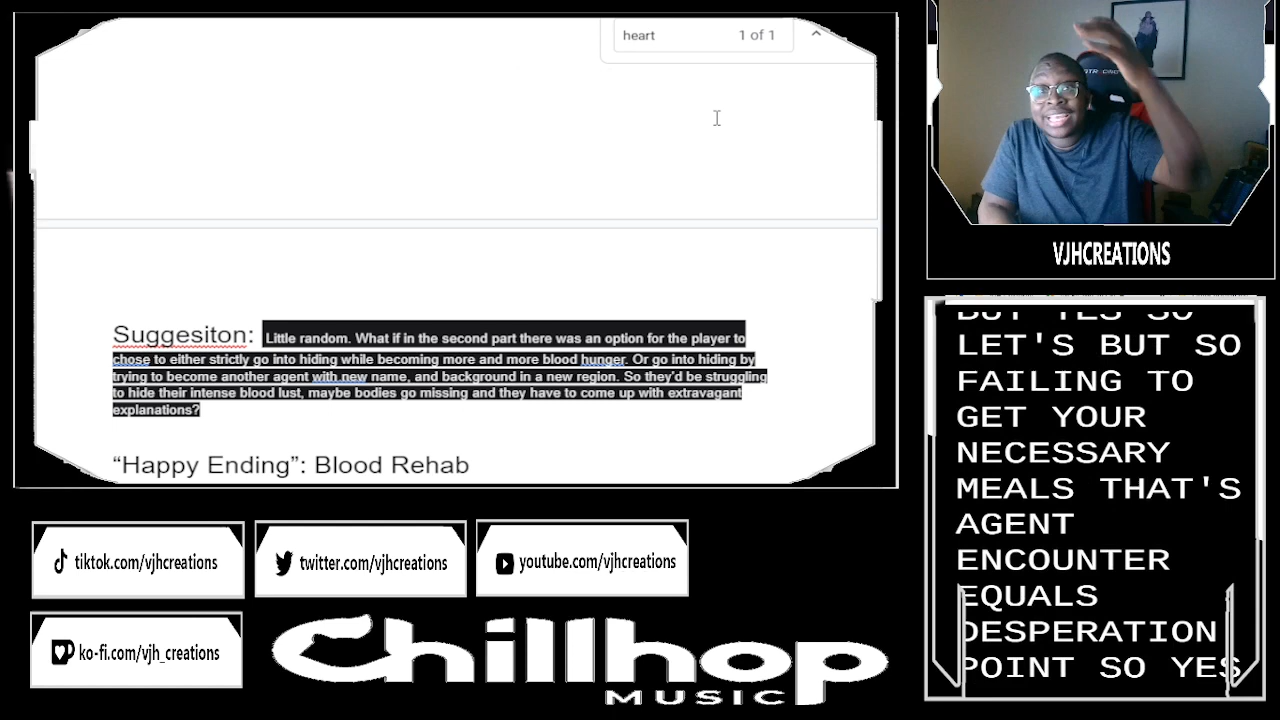 heart 1 of 1
Suggesiton: Little random. What if in the second part there was an option for the player to
chose to either strictly go into hiding while becoming more and more blood hunger. Or go into hiding by
trying to become another agent with new name, and background in a new region. So they'd be struggling
to hide their intense blood lust, maybe bodies go missing and they have to come up with extravagant
explanations?
“Happy Ending”: Blood Rehab
VJHCREATIONS
BUT YES SO
LET'S BUT SO
FAILING TO
GET YOUR
NECESSARY
MEALS THAT'S
AGENT
ENCOUNTER
EQUALS
DESPERATION
POINT SO YES
tiktok.com/vjhcreations
twitter.com/vjhcreations
youtube.com/vjhcreations
ko-fi.com/vjh_creations
Chillhop
MUSIC